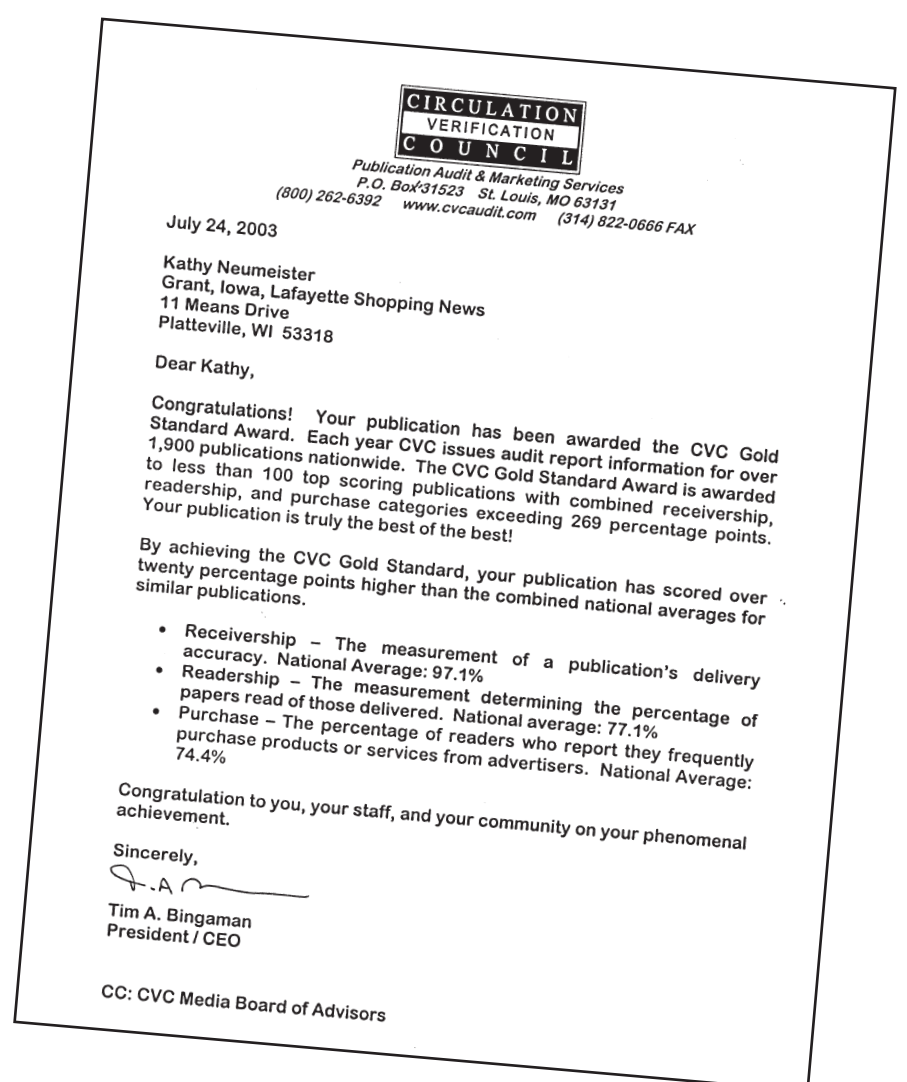 CIRCULATION
VERIFICATION
COUNCIL
Publication Audit & Marketing Services
P.O. Box 31523 St. Louis, MO 63131
(800) 262-6392 www.cvcaudit.com (314) 822-0666 FAX
July 24, 2003
Kathy Neumeister
Grant, Iowa, Lafayette Shopping News
11 Means Drive
Platteville, WI 53318
Dear Kathy,
Congratulations! Your publication has been awarded the CVC Gold
Standard Award. Each year CVC issues audit report information for over
1,900 publications nationwide. The CVC Gold Standard Award is awarded
to less than 100 top scoring publications with combined receivership,
readership, and purchase categories exceeding 269 percentage points.
Your publication is truly the best of the best!
By achieving the CVC Gold Standard, your publication has scored over
twenty percentage points higher than the combined national averages for
similar publications.
• Receivership – The measurement of a publication's delivery
accuracy. National Average: 97.1%
• Readership – The measurement determining the percentage of
papers read of those delivered. National average: 77.1%
• Purchase – The percentage of readers who report they frequently
purchase products or services from advertisers. National Average:
74.4%
Congratulation to you, your staff, and your community on your phenomenal
achievement.
Sincerely,
Tim A. Bingaman
President / CEO
CC: CVC Media Board of Advisors